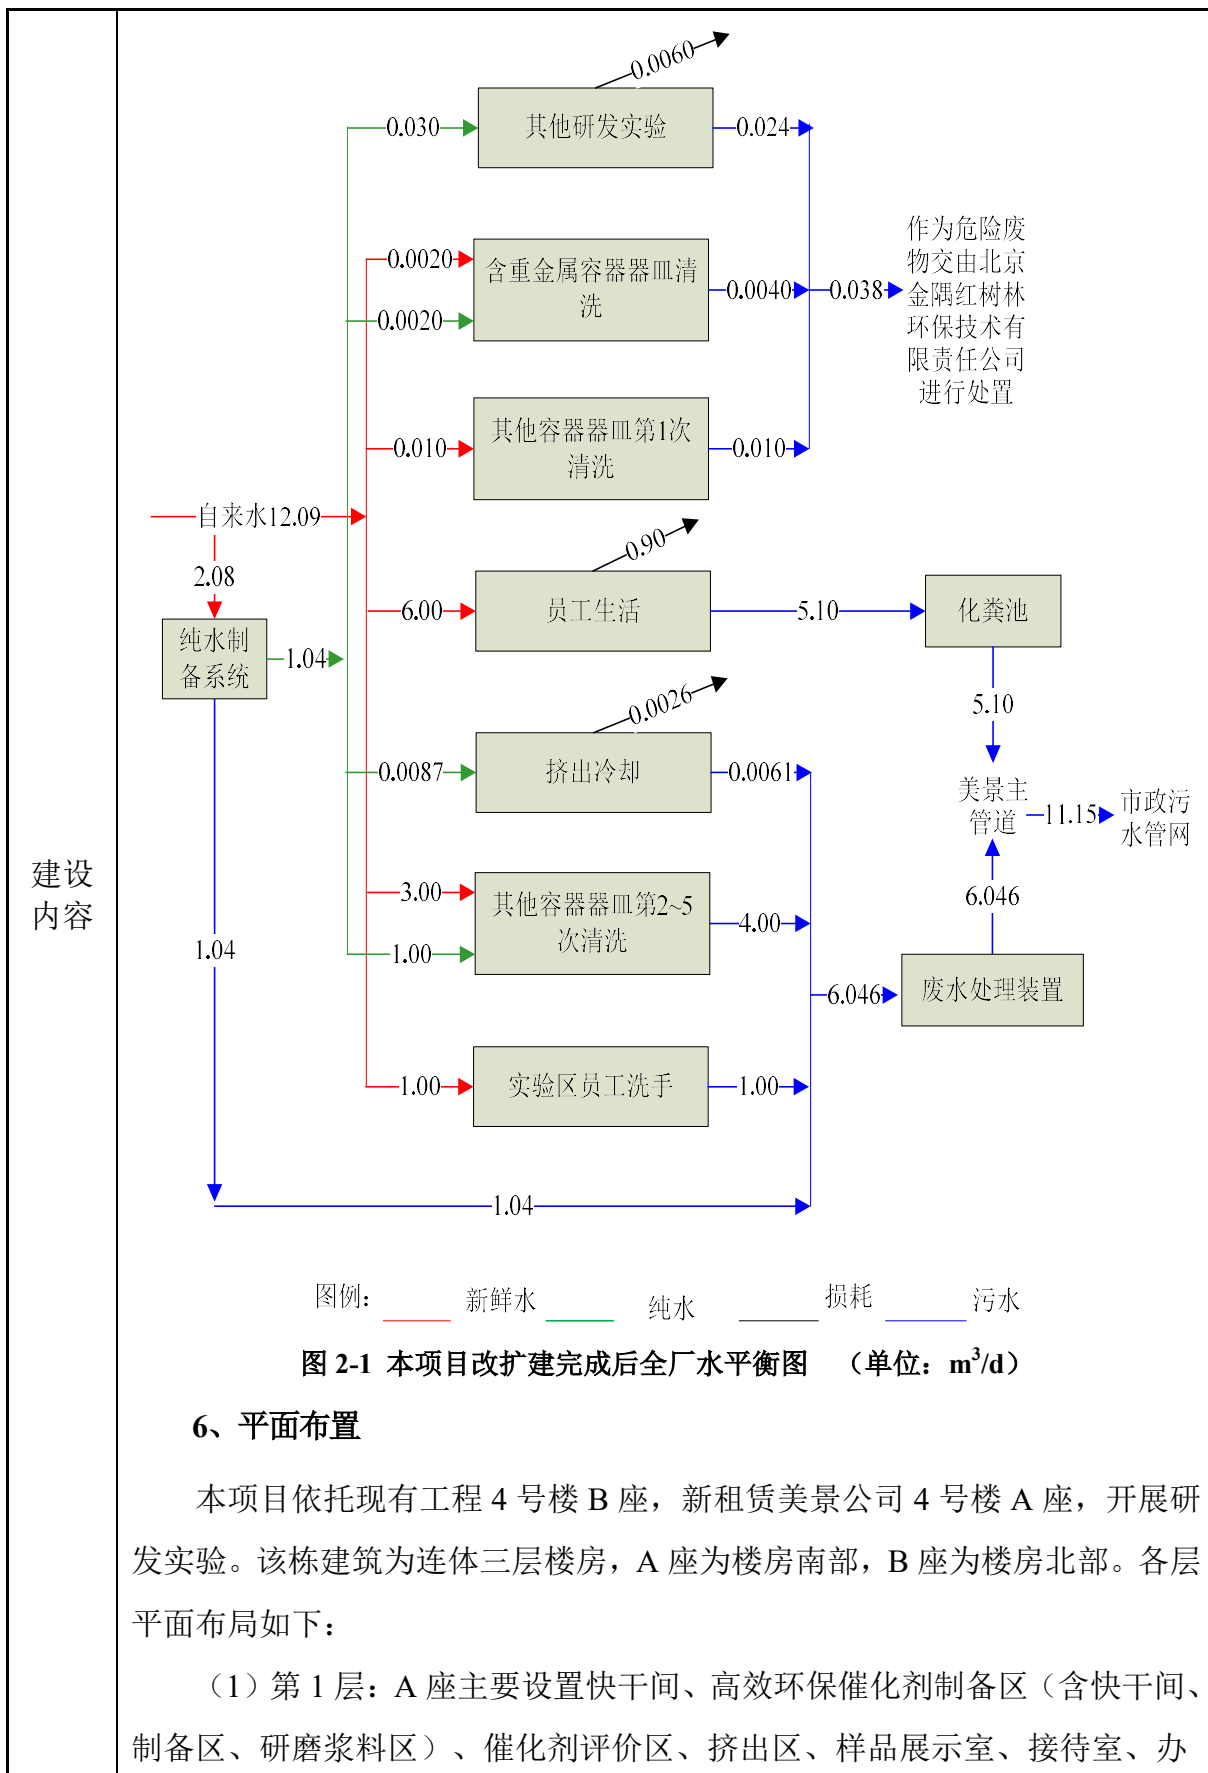 建设
内容
0.0060
0.030
其他研发实验
0.024
0.0020
0.0020
含重金属容器器皿清
洗
0.0040
0.038
作为危险废
物交由北京
金隅红树林
环保技术有
限责任公司
进行处置
0.010
其他容器器皿第1次
清洗
0.010
自来水12.09
2.08
0.90
6.00
员工生活
5.10
化粪池
纯水制
备系统
1.04
5.10
0.0026
0.0087
挤出冷却
0.0061
美景主
管道
11.15
市政污
水管网
3.00
1.00
其他容器器皿第2~5
次清洗
4.00
6.046
1.04
6.046
废水处理装置
1.00
实验区员工洗手
1.00
1.04
图例： 新鲜水 纯水 损耗 污水
图 2-1 本项目改扩建完成后全厂水平衡图 （单位：m³/d）
6、平面布置
本项目依托现有工程 4 号楼 B 座，新租赁美景公司 4 号楼 A 座，开展研
发实验。该栋建筑为连体三层楼房，A 座为楼房南部，B 座为楼房北部。各层
平面布局如下：
（1）第 1 层：A 座主要设置快干间、高效环保催化剂制备区（含快干间、
制备区、研磨浆料区）、催化剂评价区、挤出区、样品展示室、接待室、办